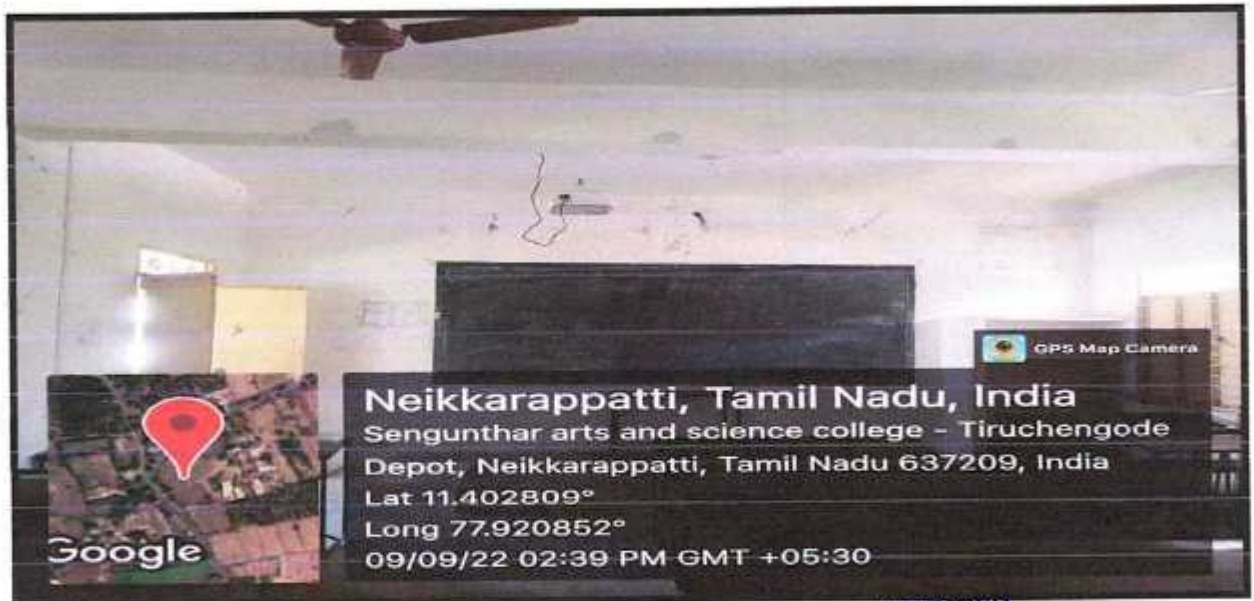 GPS Map Camera
Neikkarappatti, Tamil Nadu, India
Sengunthar arts and science college - Tiruchengode
Depot, Neikkarappatti, Tamil Nadu 637209, India
Lat 11.402809°
Long 77.920852°
09/09/22 02:39 PM GMT +05:30
Google